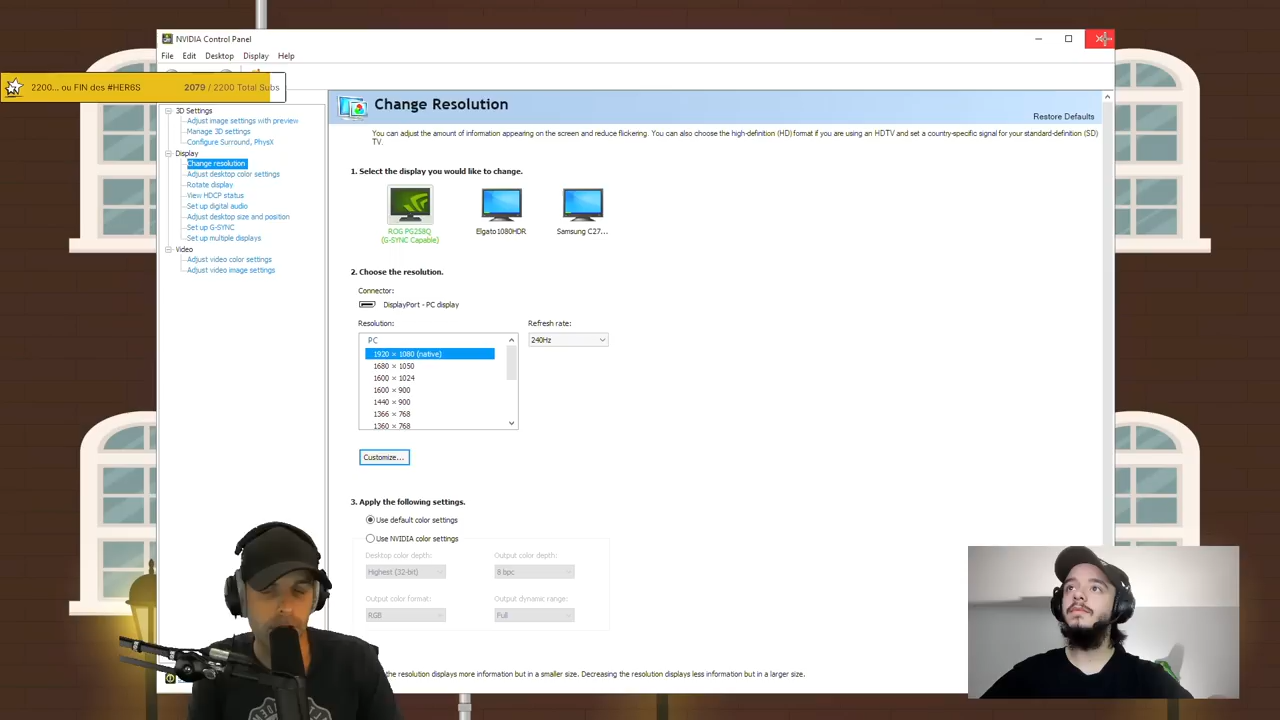 NVIDIA Control Panel
File Edit Desktop Display Help
2200... ou FIN des #HER6S 2079 / 2200 Total Subs
3D Settings
Adjust image settings with preview
Manage 3D settings
Configure Surround, PhysX
Display
Change resolution
Adjust desktop color settings
Rotate display
View HDCP status
Set up digital audio
Adjust desktop size and position
Set up G-SYNC
Set up multiple displays
Video
Adjust video color settings
Adjust video image settings
Change Resolution
Restore Defaults
You can adjust the amount of information appearing on the screen and reduce flickering. You can also choose the high-definition (HD) format if you are using an HDTV and set a country-specific signal for your standard-definition (SD)
TV.
1. Select the display you would like to change.
ROG PG258Q
(G-SYNC Capable)
Elgato1080HDR
Samsung C27...
2. Choose the resolution.
Connector:
DisplayPort - PC display
Resolution:
Refresh rate:
PC
240Hz
1920 × 1080 (native)
1680 × 1050
1600 × 1024
1600 × 900
1440 × 900
1366 × 768
1360 × 768
Customize...
3. Apply the following settings.
Use default color settings
Use NVIDIA color settings
Desktop color depth:
Output color depth:
Highest (32-bit)
8 bpc
Output color format:
Output dynamic range:
RGB
Full
the resolution displays more information but in a smaller size. Decreasing the resolution displays less information but in a larger size.